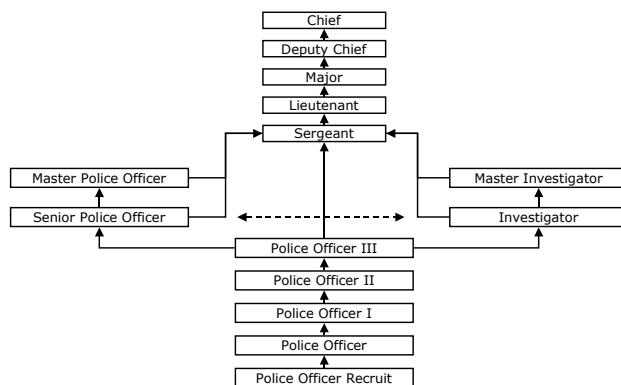 Chief
Deputy Chief
Major
Lieutenant
Sergeant
Master Police Officer
Master Investigator
Senior Police Officer
Investigator
Police Officer III
Police Officer II
Police Officer I
Police Officer
Police Officer Recruit